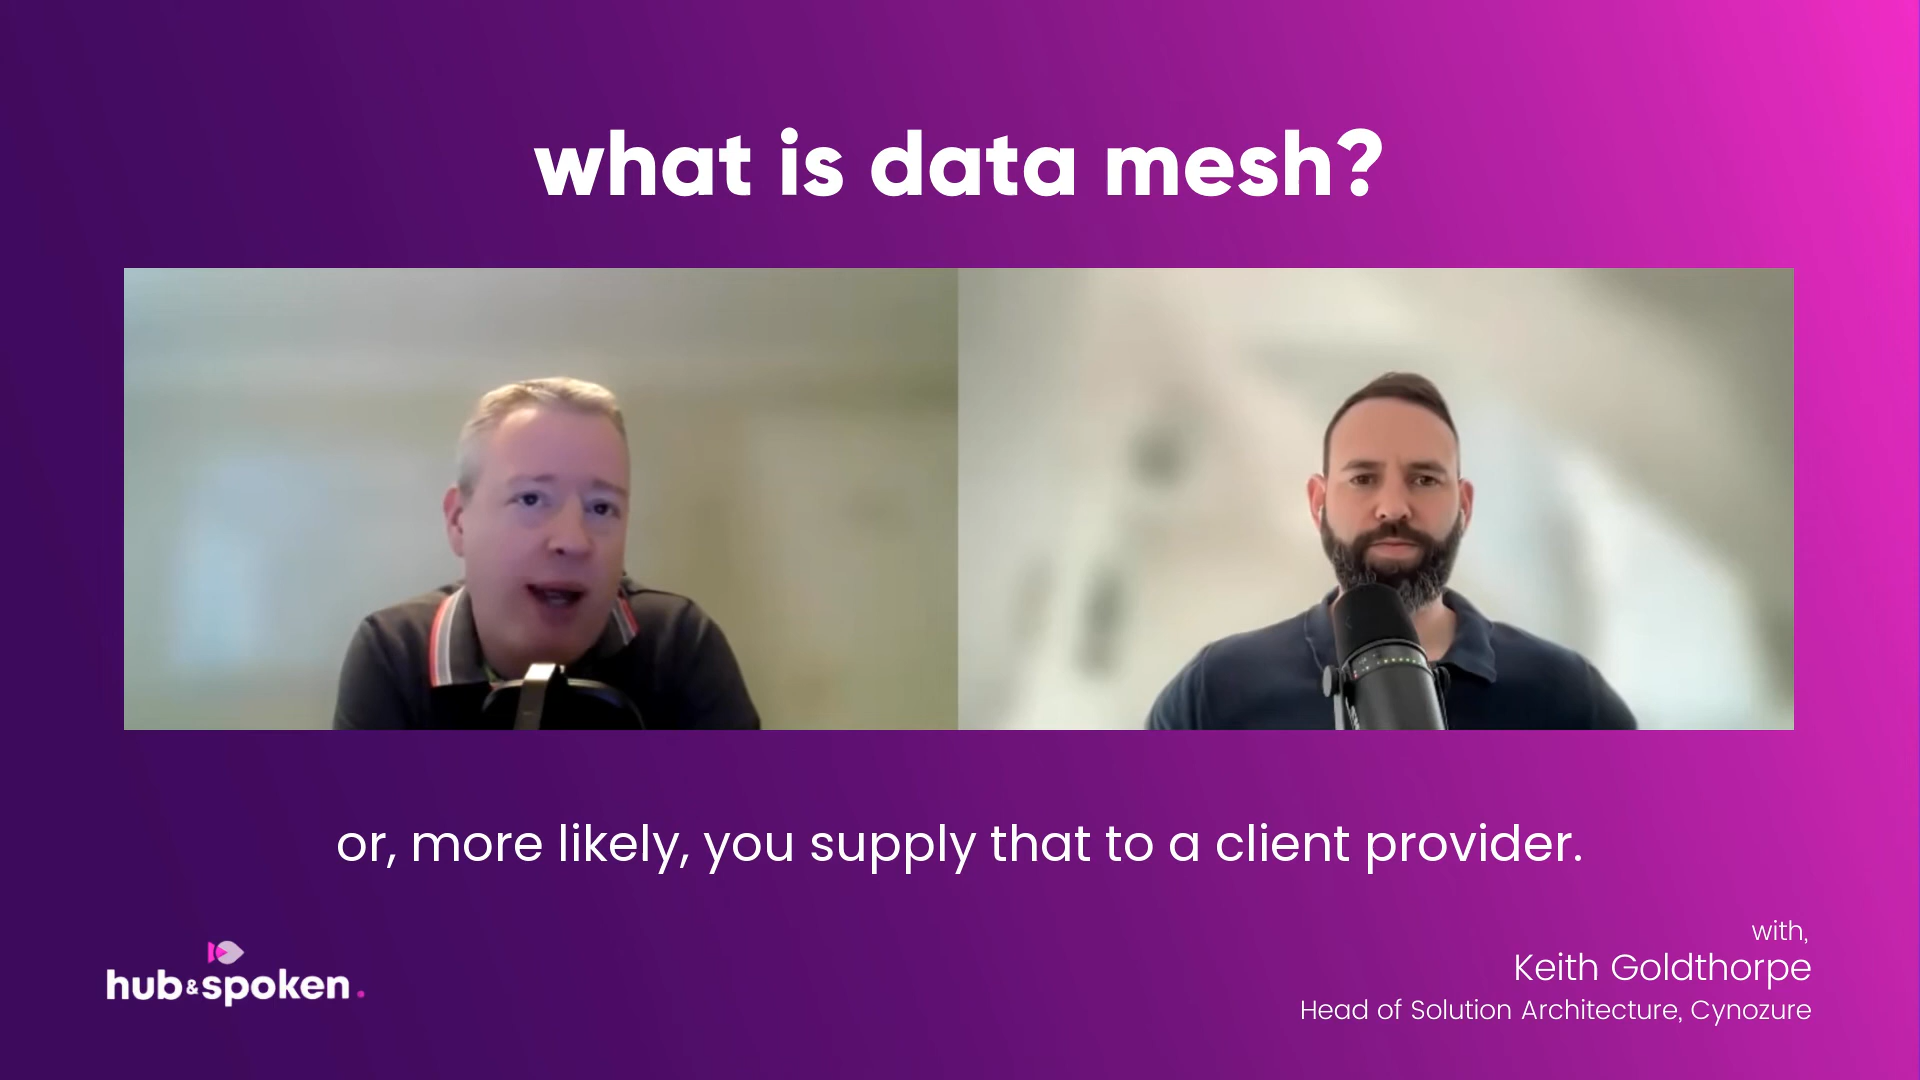 what is data mesh?
or, more likely, you supply that to a client provider.
with,
Keith Goldthorpe
Head of Solution Architecture, Cynozure
hub&spoken.